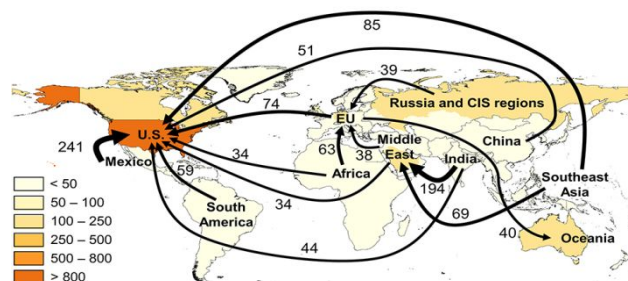 85
51
39
74
EU
Russia and CIS regions
U.S.
241
Mexico
63
38
Middle
East
India
China
34
59
Africa
194
Southeast
Asia
South
America
34
69
44
40
Oceania
< 50
50 – 100
100 – 250
250 – 500
500 – 800
> 800